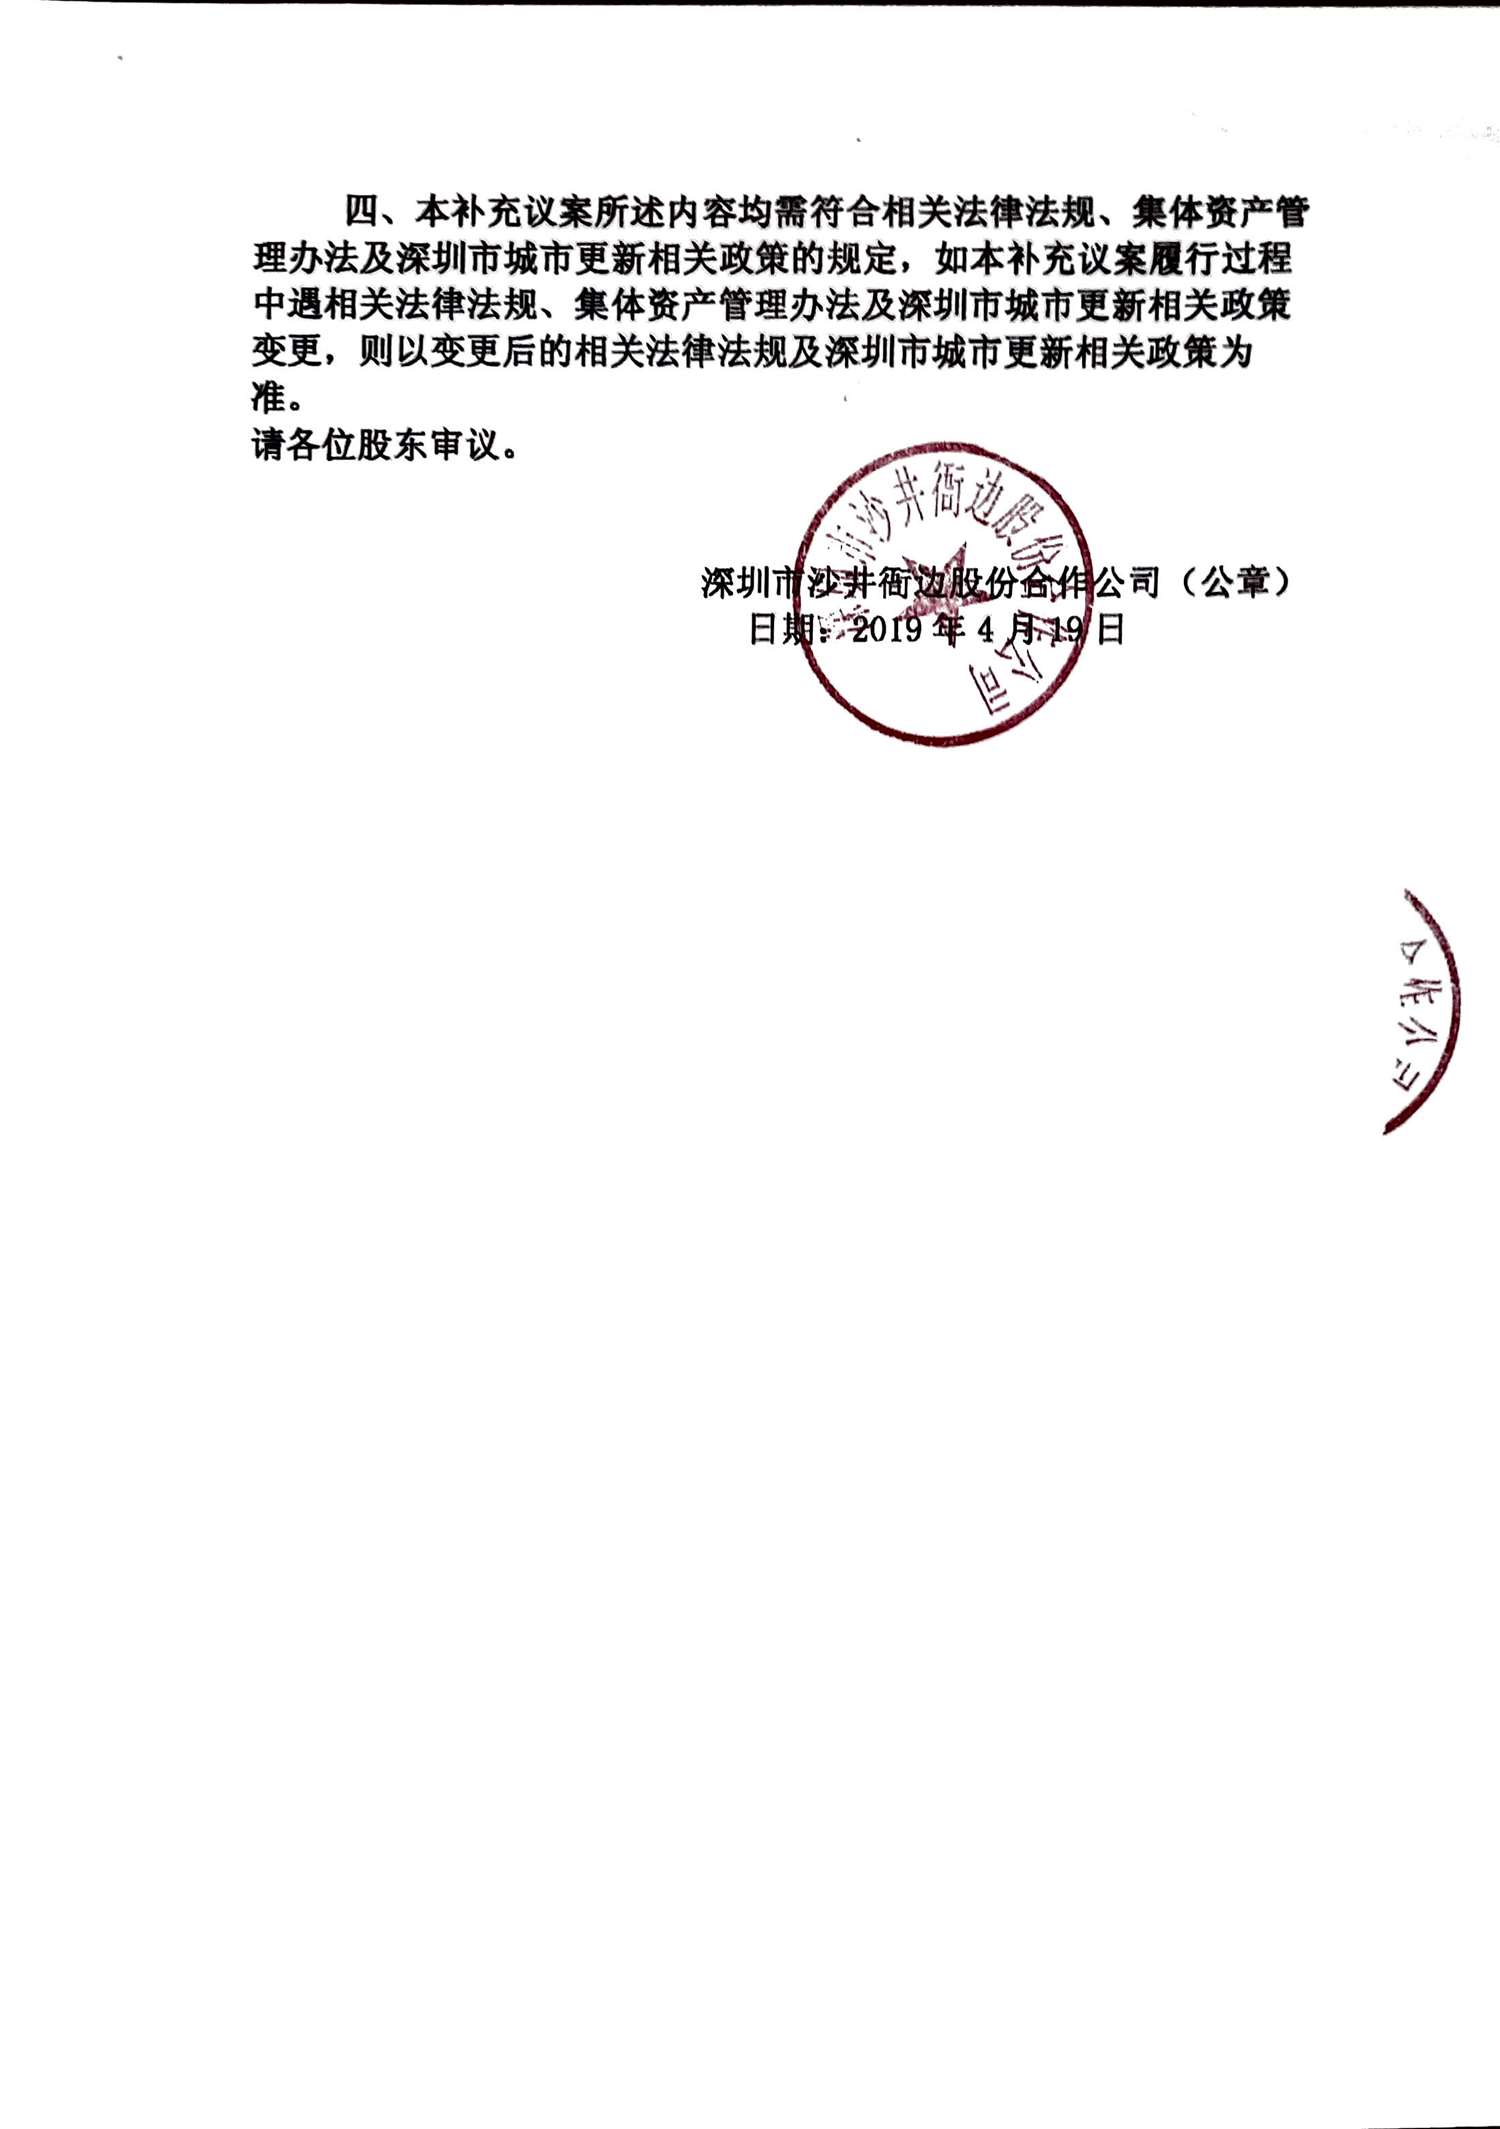 四、本补充议案所述内容均需符合相关法律法规、集体资产管
理办法及深圳市城市更新相关政策的规定，如本补充议案履行过程
中遇相关法律法规、集体资产管理办法及深圳市城市更新相关政策
变更，则以变更后的相关法律法规及深圳市城市更新相关政策为
准。
请各位股东审议。
深圳市沙井衙边股份合作公司（公章）
日期：2019年4月19日
深圳市沙井衙边股份合作公司
合作公司